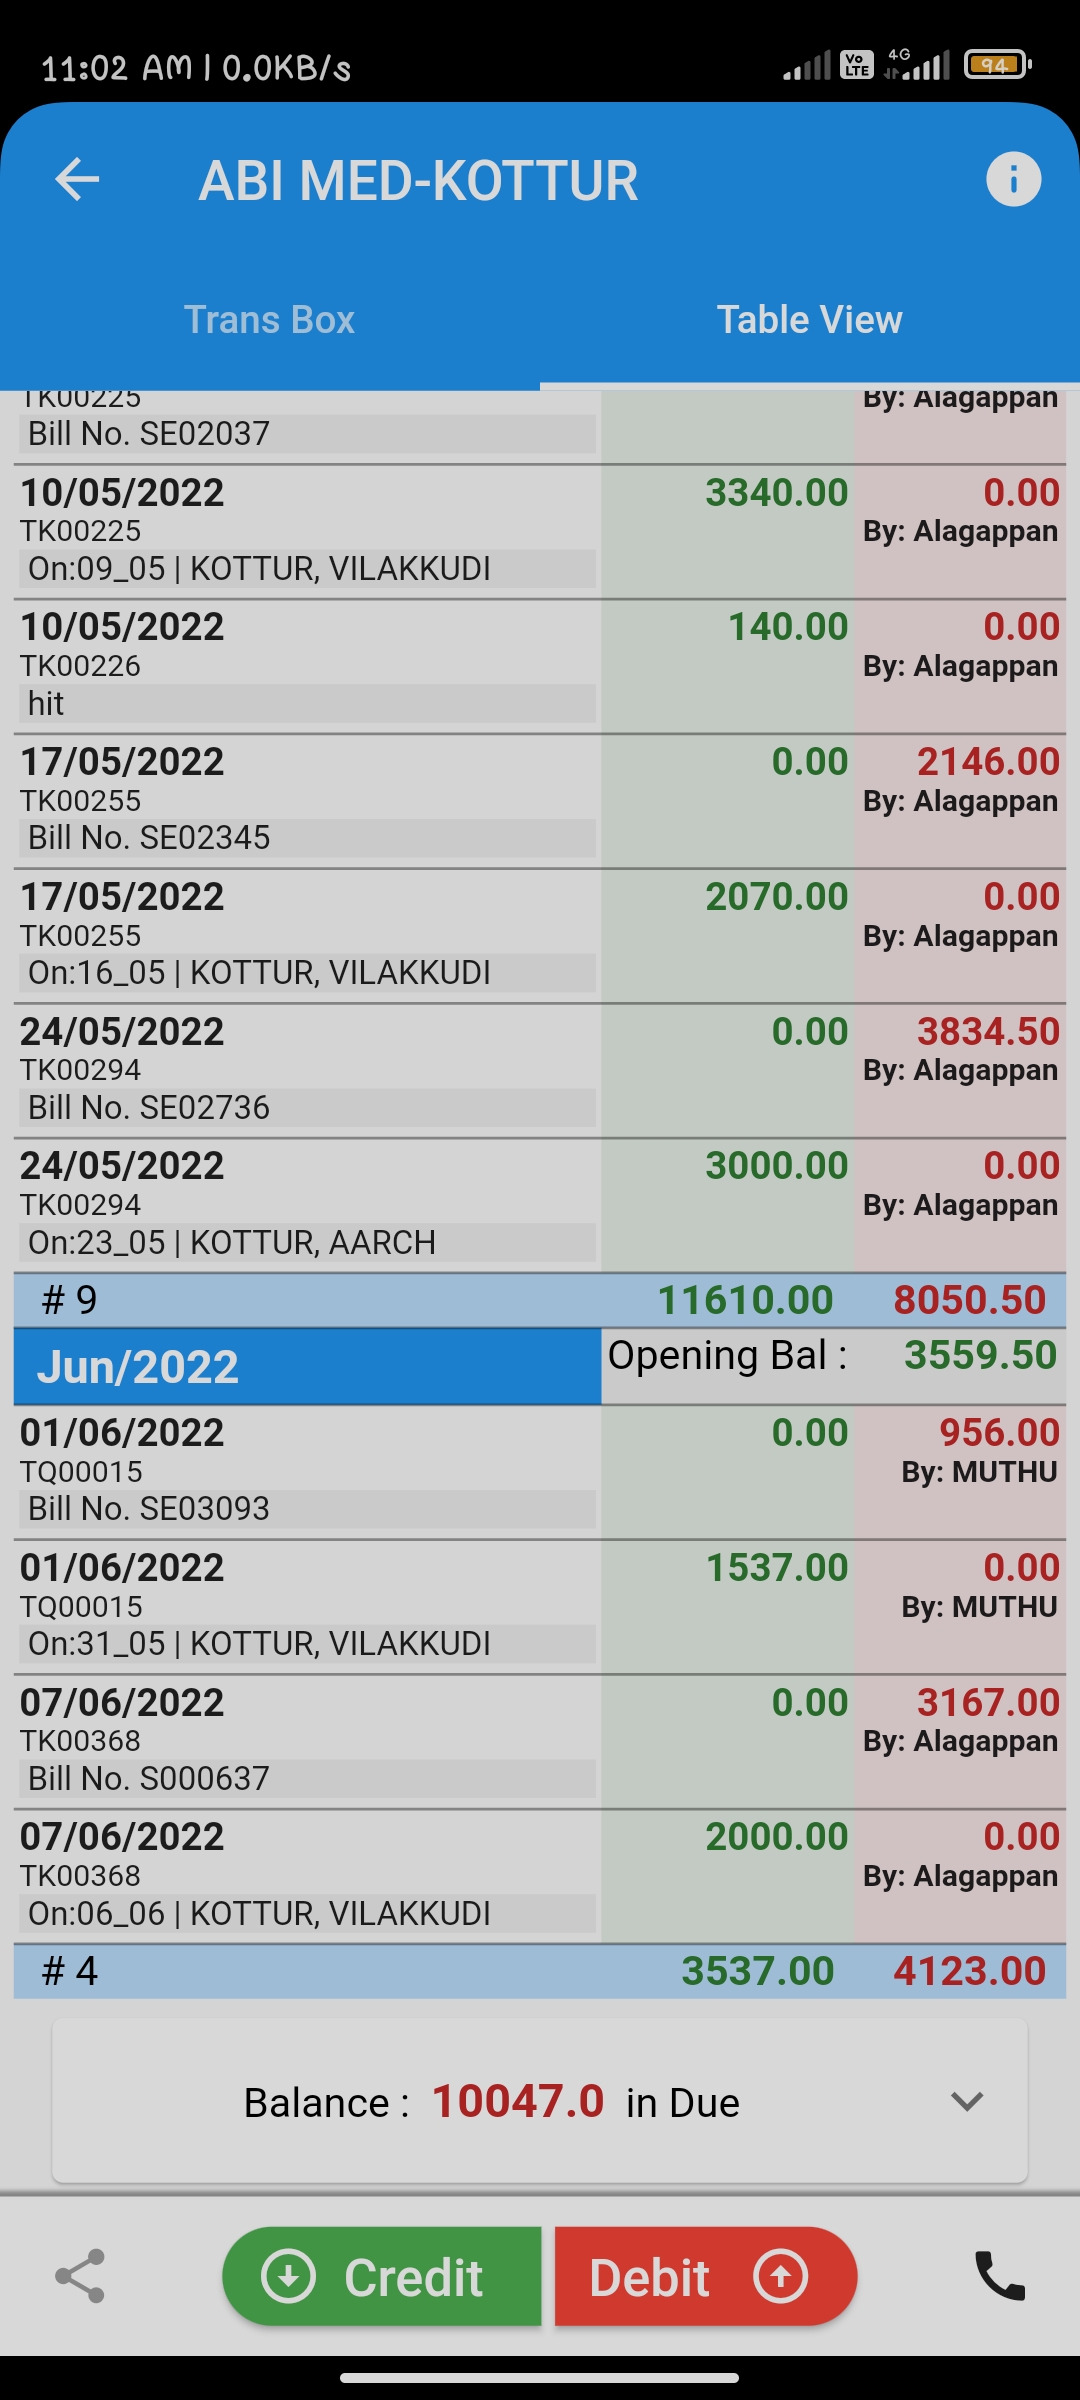 11:02 AM | 0.0KB/s Vo LTE 4G 94
ABI MED-KOTTUR
Trans Box Table View
TK00225 By: Alagappan
Bill No. SE02037
10/05/2022 3340.00 0.00
TK00225 By: Alagappan
On:09_05 | KOTTUR, VILAKKUDI
10/05/2022 140.00 0.00
TK00226 By: Alagappan
hit
17/05/2022 0.00 2146.00
TK00255 By: Alagappan
Bill No. SE02345
17/05/2022 2070.00 0.00
TK00255 By: Alagappan
On:16_05 | KOTTUR, VILAKKUDI
24/05/2022 0.00 3834.50
TK00294 By: Alagappan
Bill No. SE02736
24/05/2022 3000.00 0.00
TK00294 By: Alagappan
On:23_05 | KOTTUR, AARCH
# 9 11610.00 8050.50
Jun/2022 Opening Bal : 3559.50
01/06/2022 0.00 956.00
TQ00015 By: MUTHU
Bill No. SE03093
01/06/2022 1537.00 0.00
TQ00015 By: MUTHU
On:31_05 | KOTTUR, VILAKKUDI
07/06/2022 0.00 3167.00
TK00368 By: Alagappan
Bill No. S000637
07/06/2022 2000.00 0.00
TK00368 By: Alagappan
On:06_06 | KOTTUR, VILAKKUDI
# 4 3537.00 4123.00
Balance : 10047.0 in Due
Credit Debit